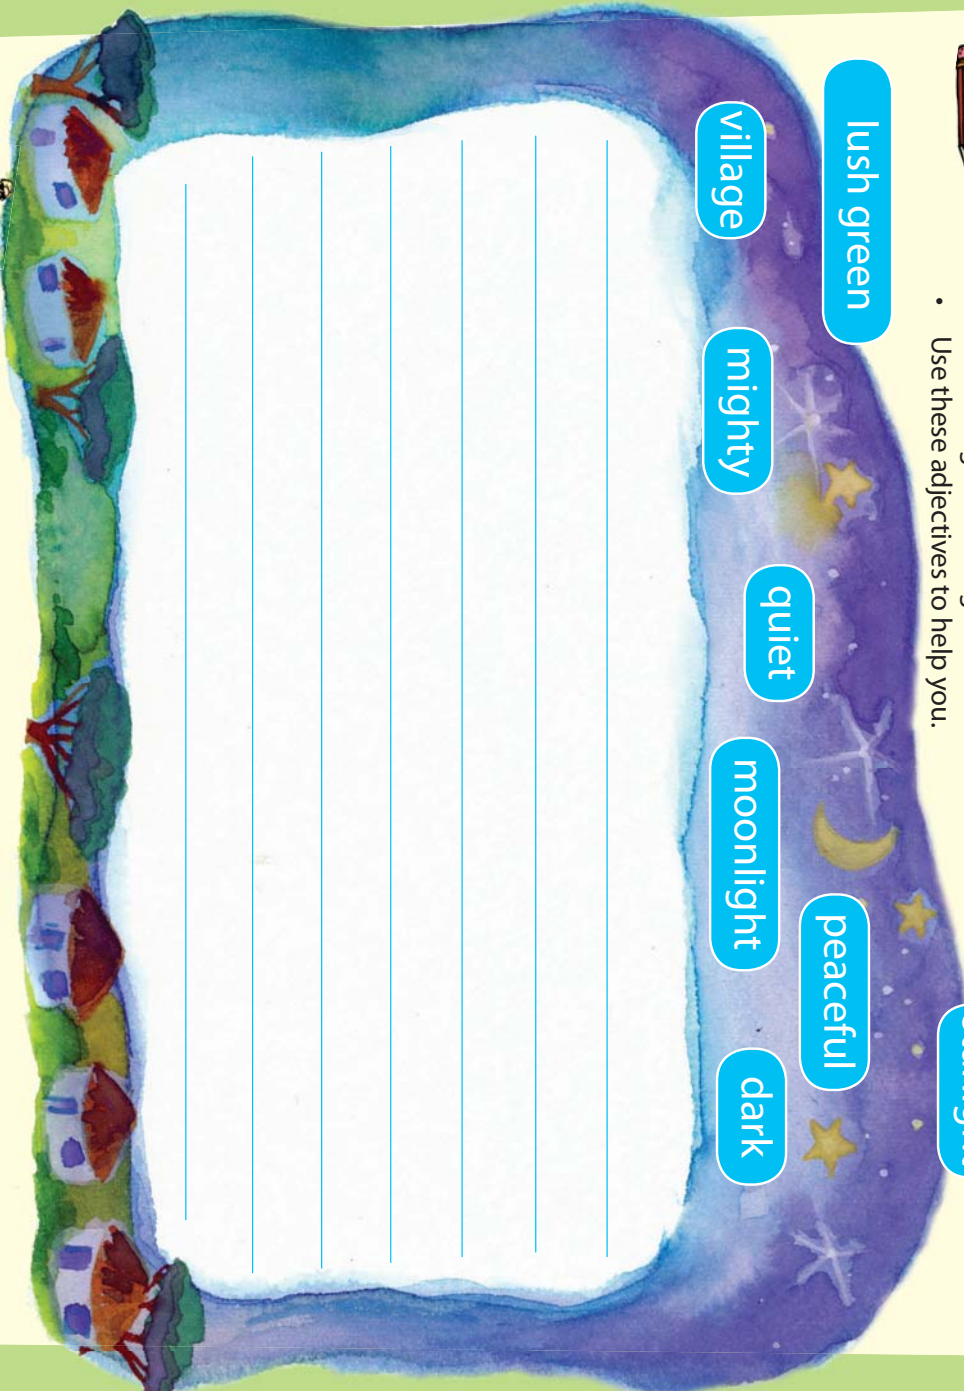 • Use these adjectives to help you.
lush green
peaceful
village
mighty
quiet
moonlight
dark